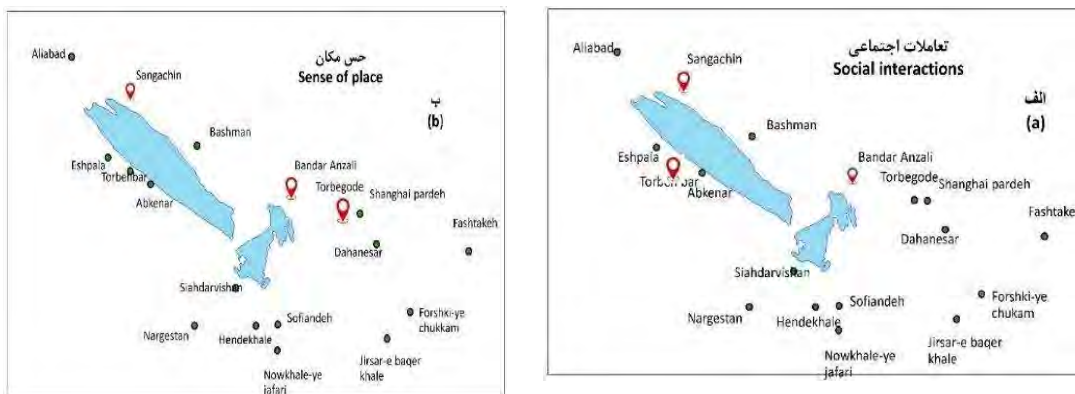 Aliabad
حس مکان
Sense of place
Sangachin
ب
(b)
Bashman
Eshpala
Torbehbar
Abkenar
Bandar Anzali
Torbegode
Shanghai pardeh
Fashtakeh
Dahanesar
Siahdarvishan
Nargestan
Hendekhale
Sofiandeh
Forshki-ye
chukkam
Jirsar-e baqer
khale
Nowkhale-ye
jafari
تعاملات اجتماعی
Social interactions
Aliabad
Sangachin
الف
(a)
Bashman
Eshpala
Torbehbar
Abkenar
Bandar Anzali
Torbegode
Shanghai pardeh
Fashtakeh
Dahanesar
Siahdarvishan
Nargestan
Hendekhale
Sofiandeh
Forshki-ye
chukam
Jirsar-e baqer
khale
Nowkhale-ye
jafari